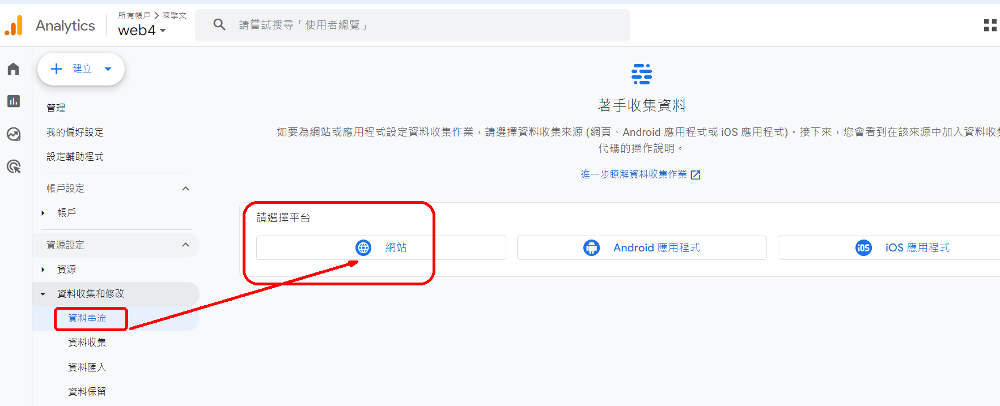 Analytics
所有帳戶 > 陳擎文
web4
請嘗試搜尋「使用者總覽」
建立
管理
我的偏好設定
設定輔助程式
帳戶設定
帳戶
資源設定
資源
資料收集和修改
資料串流
資料收集
資料匯入
資料保留
著手收集資料
如要為網站或應用程式設定資料收集作業，請選擇資料收集來源 (網頁、Android 應用程式或 iOS 應用程式)。接下來，您會看到在該來源中加入資料收
代碼的操作說明。
進一步瞭解資料收集作業
請選擇平台
網站
Android 應用程式
iOS 應用程式